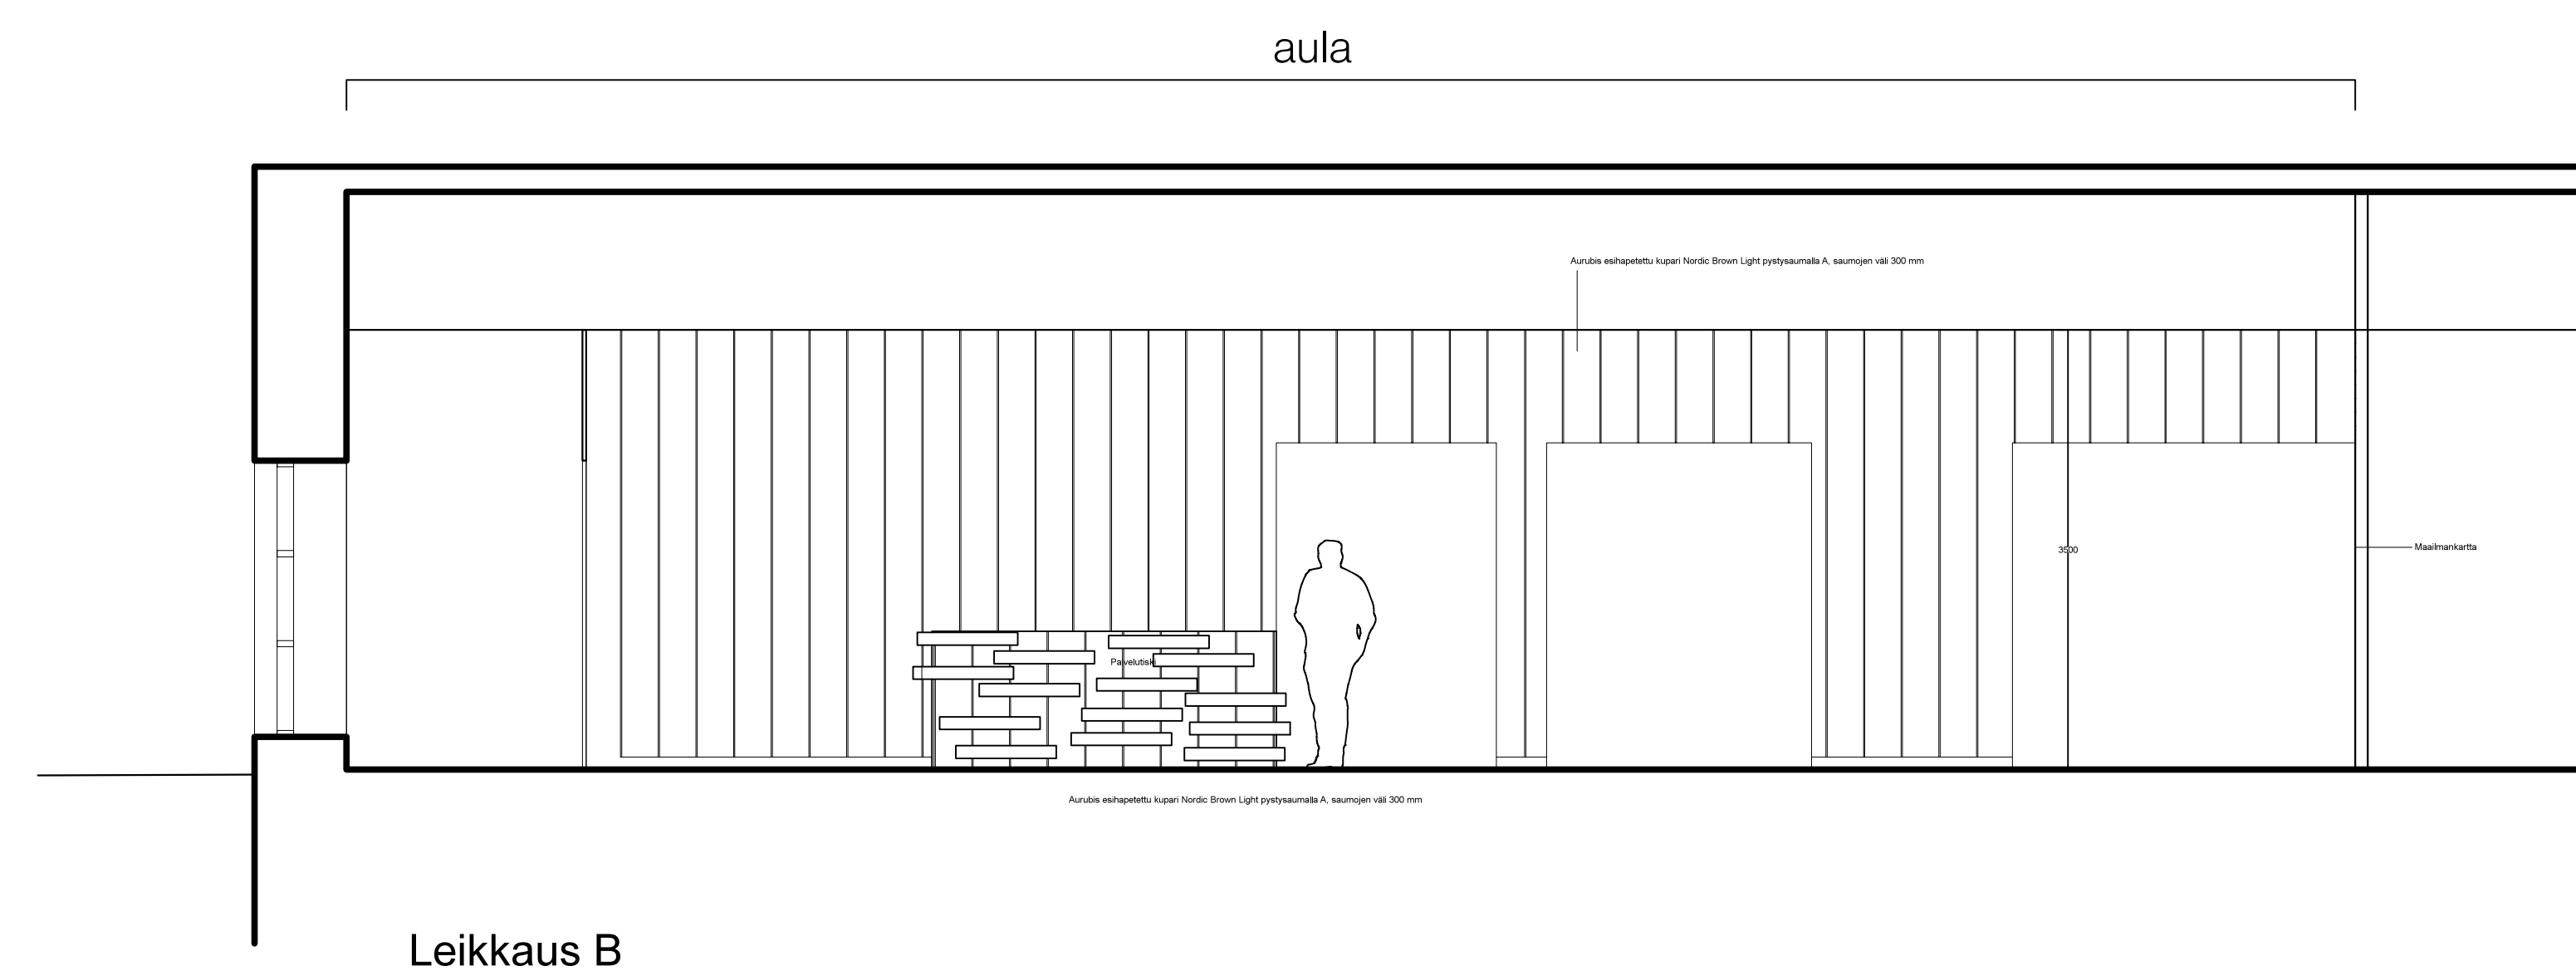 aula
Aurubis esihapetettu kupari Nordic Brown Light pystysaumalla A, saumojen väli 300 mm
3500
Maailmankartta
Palvelutiski
Aurubis esihapetettu kupari Nordic Brown Light pystysaumalla A, saumojen väli 300 mm
Leikkaus B